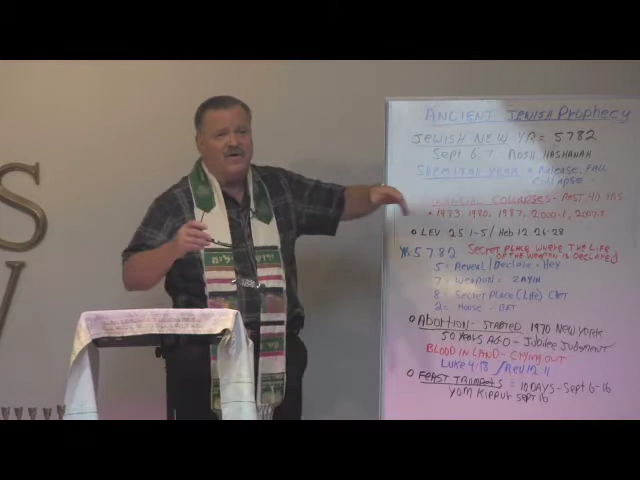 S
ANCIENT JEWISH PROPHECY
JEWISH NEW YR = 5782
SEPT 6-7 ROSH HASHANAH
SHEMITAH YEAR = RELEASE, FALL
COLLAPSE
COLLAPSES - PAST 40 YRS
1973, 1980, 1987, 2000-1, 2007-8
LEV 25:1-5/ Heb 12:26-28
YR: 5782 SECRET PLACE WHERE THE LIFE
OF THE WOMEN IS DECLARED
5 = REVEAL/DECLARE - HEY
7 = WEAPON = ZAYIN
8 = SECRET PLACE (LIFE) CHET
2 = HOUSE - BET
ABORTION - STARTED 1970 NEW YORK
50 YEARS AGO - JUBILEE JUDGMENT
BLOOD IN LAND - CRYING OUT
LUKE 4:18 / REV 12:11
FEAST TRUMPETS = 10 DAYS - SEPT 6-16
YOM KIPPUR SEPT 16